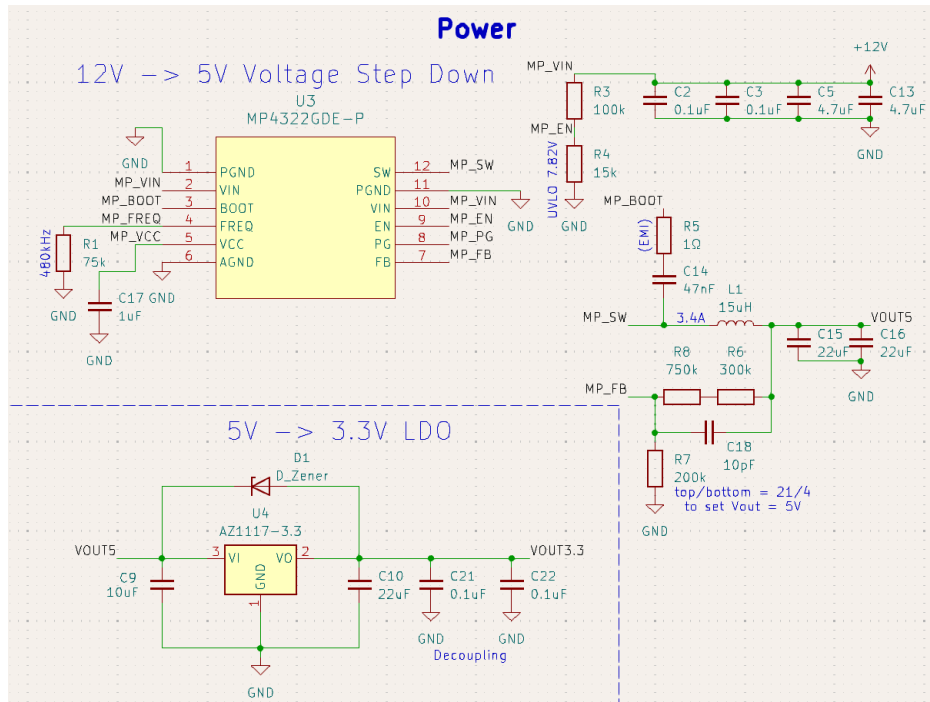 Power
12V -> 5V Voltage Step Down
U3
MP4322GDE-P
GND
MP_VIN
MP_BOOT
MP_FREQ
MP_VCC
1 PGND
2 VIN
3 BOOT
4 FREQ
5 VCC
6 AGND
SW 12 MP_SW
PGND 11
VIN 10 MP_VIN
EN 9 MP_EN
PG 8 MP_PG
FB 7 MP_FB
GND
480kHz
R1
75k
GND
C17
1uF
GND
GND
MP_VIN
R3
100k
MP_EN
R4
15k
UVLO 7.82V
GND
+12V
C2
0.1uF
C3
0.1uF
C5
4.7uF
C13
4.7uF
GND
MP_BOOT
(EMI)
R5
1Ω
C14
47nF
L1
15uH
MP_SW
3.4A
VOUT5
C15
22uF
C16
22uF
GND
R8
750k
R6
300k
MP_FB
C18
10pF
R7
200k
top/bottom = 21/4
to set Vout = 5V
GND
5V -> 3.3V LDO
D1
D_Zener
U4
AZ1117-3.3
VOUT5
3 VI
VO 2
GND
1
VOUT3.3
C9
10uF
C10
22uF
C21
0.1uF
C22
0.1uF
GND
GND
Decoupling
GND